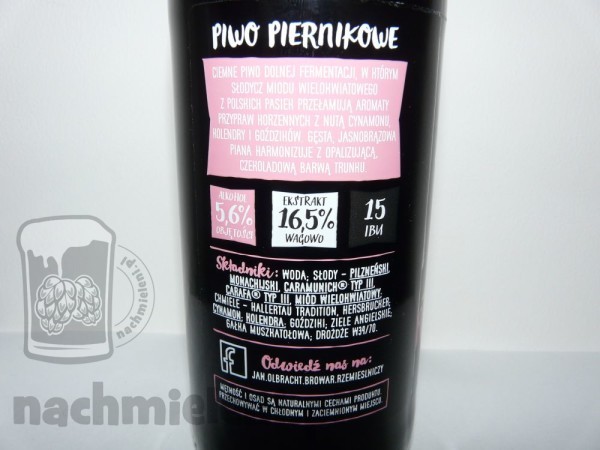 PIWO PIERNIKOWE
CIEMNE PIWO DOLNEJ FERMENTACJI, W KTÓRYM
SŁODYCZ MIODU WIELOKWIATOWEGO
Z POLSKICH PASIEK PRZEŁAMUJĄ AROMATY
PRZYPRAW KORZENNYCH Z NUTĄ CYNAMONU,
KOLENDRY I GOŹDZIKÓW. GĘSTA, JASNOBRĄZOWA
PIANA HARMONIZUJE Z OPALIZUJĄCĄ,
CZEKOLADOWĄ BARWĄ TRUNKU.
ALKOHOL
5,6%
OBJĘTOŚCI
EKSTRAKT
16,5%
WAGOWO
15
IBU
Składniki: WODA; SŁODY - PILZNEŃSKI,
MONACHIJSKI, CARAMUNICH® TYP III,
CARAFA® TYP III, MIÓD WIELOKWIATOWY;
CHMIELE - HALLERTAU TRADITION, HERSBRUCKER;
CYNAMON, KOLENDRA, GOŹDZIKI; ZIELE ANGIELSKIE;
GAŁKA MUSZKATOŁOWA; DROŻDŻE W34/70.
f
Odwiedź nas na:
JAN.OLBRACHT.BROWAR.RZEMIEŚLNICZY
MĘTNOŚĆ I OSAD SĄ NATURALNYMI CECHAMI PRODUKTU.
PRZECHOWYWAĆ W CHŁODNYM I ZACIEMNIONYM MIEJSCU.
nachmieleni.pl
nachmiel